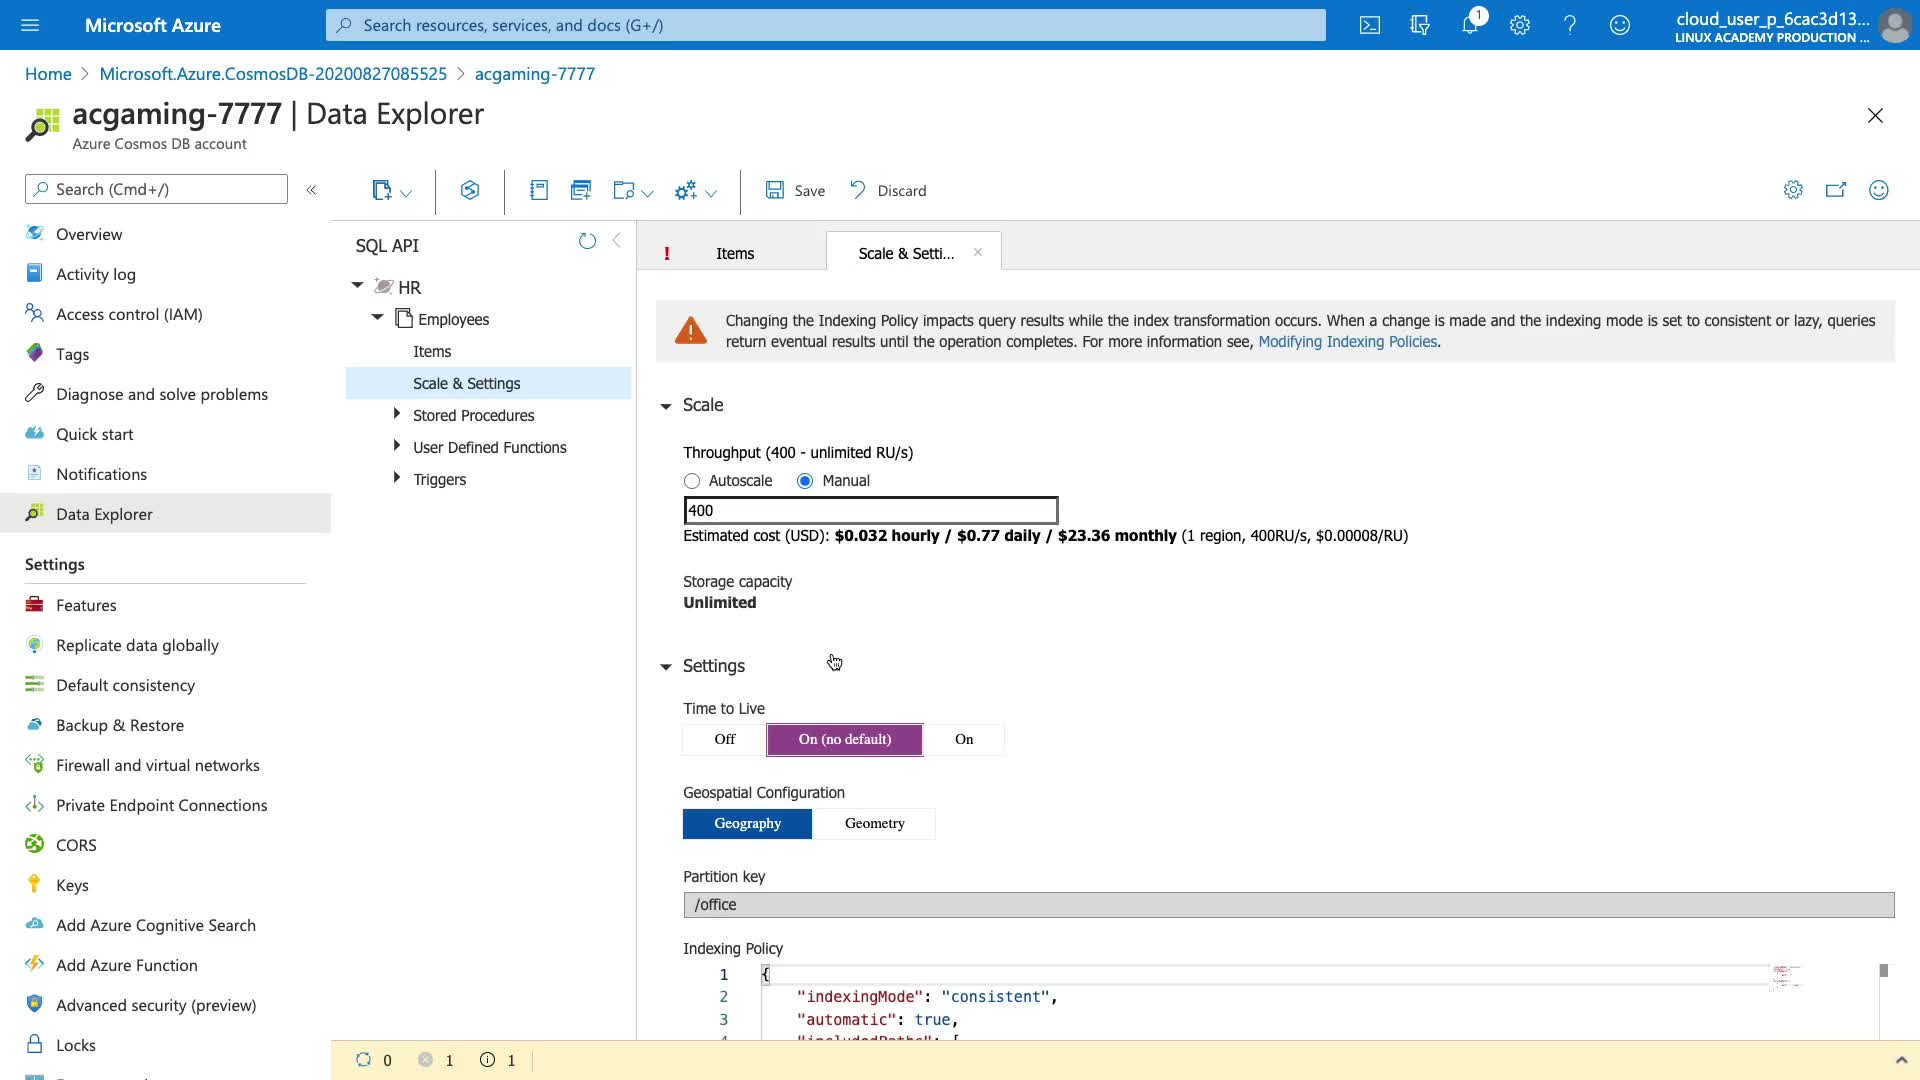 Microsoft Azure
Search resources, services, and docs (G+/)
1
cloud_user_p_6cac3d13...
LINUX ACADEMY PRODUCTION ...
Home > Microsoft.Azure.CosmosDB-20200827085525 > acgaming-7777
acgaming-7777 | Data Explorer
Azure Cosmos DB account
Search (Cmd+/)
«
Overview
Activity log
Access control (IAM)
Tags
Diagnose and solve problems
Quick start
Notifications
Data Explorer
Settings
Features
Replicate data globally
Default consistency
Backup & Restore
Firewall and virtual networks
Private Endpoint Connections
CORS
Keys
Add Azure Cognitive Search
Add Azure Function
Advanced security (preview)
Locks
Save
Discard
SQL API
HR
Employees
Items
Scale & Settings
Stored Procedures
User Defined Functions
Triggers
! Items
Scale & Setti...
Changing the Indexing Policy impacts query results while the index transformation occurs. When a change is made and the indexing mode is set to consistent or lazy, queries
return eventual results until the operation completes. For more information see, Modifying Indexing Policies.
Scale
Throughput (400 - unlimited RU/s)
Autoscale Manual
400
Estimated cost (USD): $0.032 hourly / $0.77 daily / $23.36 monthly (1 region, 400RU/s, $0.00008/RU)
Storage capacity
Unlimited
Settings
Time to Live
Off On (no default) On
Geospatial Configuration
Geography Geometry
Partition key
/office
Indexing Policy
1 {
2 "indexingMode": "consistent",
3 "automatic": true,
4 "includedPaths": [
0 1 1